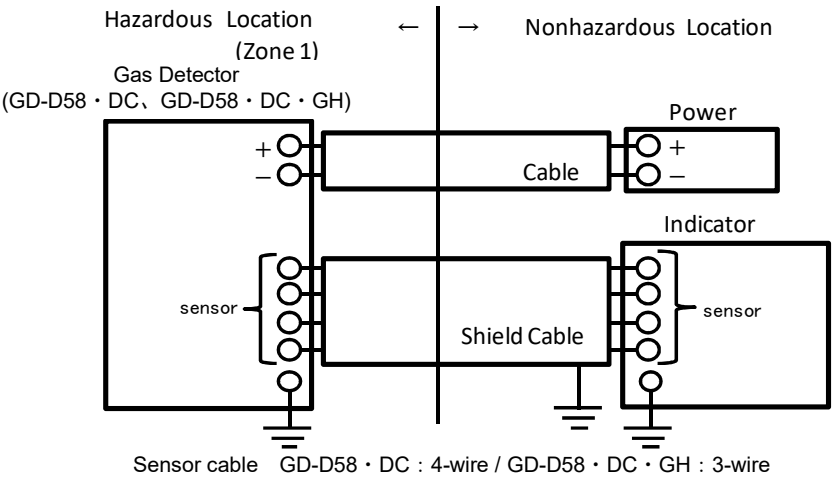 Hazardous Location ← → Nonhazardous Location
(Zone 1)
Gas Detector
(GD-D58・DC、GD-D58・DC・GH)
Power
+ +
Cable
− −
Indicator
sensor sensor
Shield Cable
Sensor cable GD-D58・DC：4-wire / GD-D58・DC・GH：3-wire